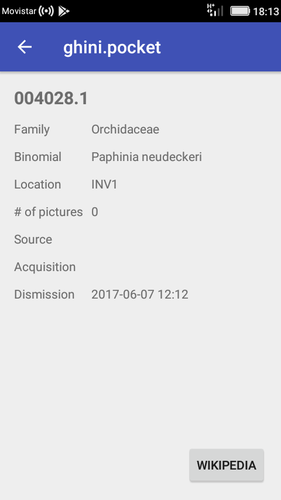 Movistar 18:13
ghini.pocket
004028.1
Family Orchidaceae
Binomial Paphinia neudeckeri
Location INV1
# of pictures 0
Source
Acquisition
Dismission 2017-06-07 12:12
WIKIPEDIA